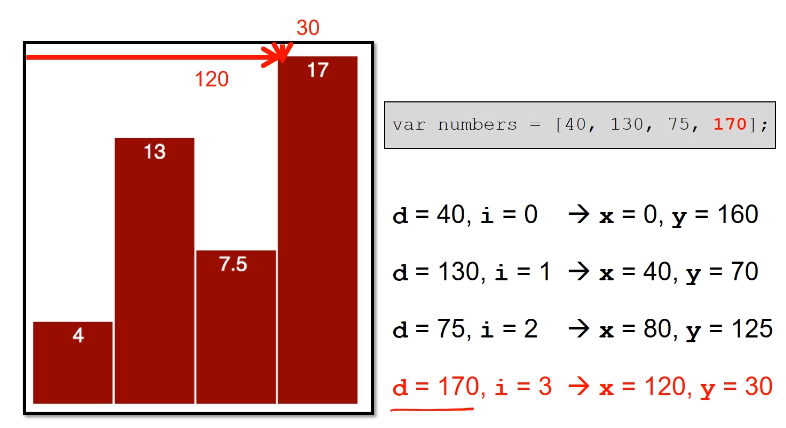 30
120
17
13
7.5
4
var numbers = [40, 130, 75, 170];
d = 40, i = 0 → x = 0, y = 160
d = 130, i = 1 → x = 40, y = 70
d = 75, i = 2 → x = 80, y = 125
d = 170, i = 3 → x = 120, y = 30